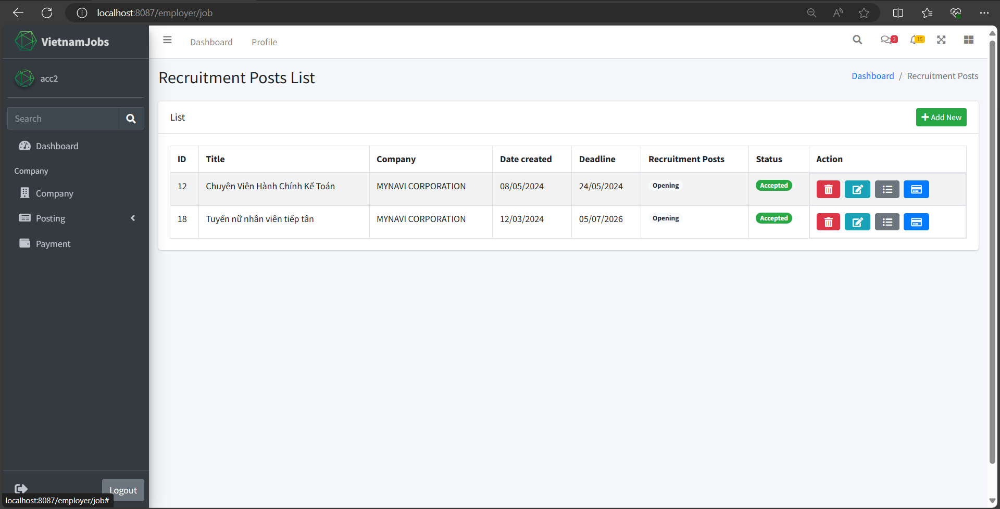 localhost:8087/employer/job
VietnamJobs
Dashboard Profile
3 15
acc2
Recruitment Posts List
Dashboard / Recruitment Posts
Search
List
Add New
Dashboard
Company
Company
Posting
Payment
ID Title Company Date created Deadline Recruitment Posts Status Action
12 Chuyên Viên Hành Chính Kế Toán MYNAVI CORPORATION 08/05/2024 24/05/2024 Opening Accepted
18 Tuyển nữ nhân viên tiếp tân MYNAVI CORPORATION 12/03/2024 05/07/2026 Opening Accepted
Logout
localhost:8087/employer/job#